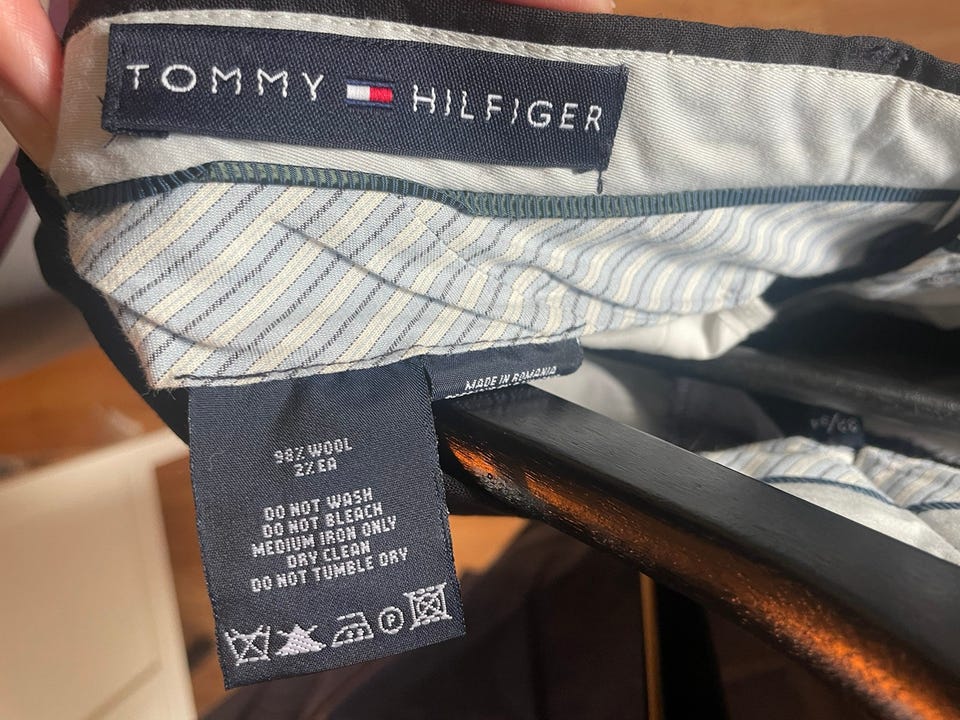 TOMMY HILFIGER
MADE IN ROMANIA
98% WOOL
2% EA
DO NOT WASH
DO NOT BLEACH
MEDIUM IRON ONLY
DRY CLEAN
DO NOT TUMBLE DRY
P